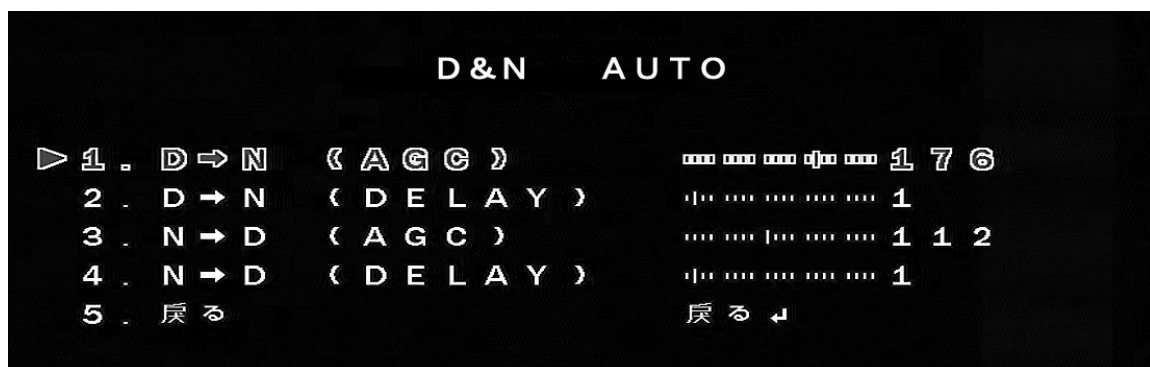 D&N AUTO
▷1. D⇨N (AGC) 176
2. D→N (DELAY) 1
3. N→D (AGC) 112
4. N→D (DELAY) 1
5. 戻る 戻る↲